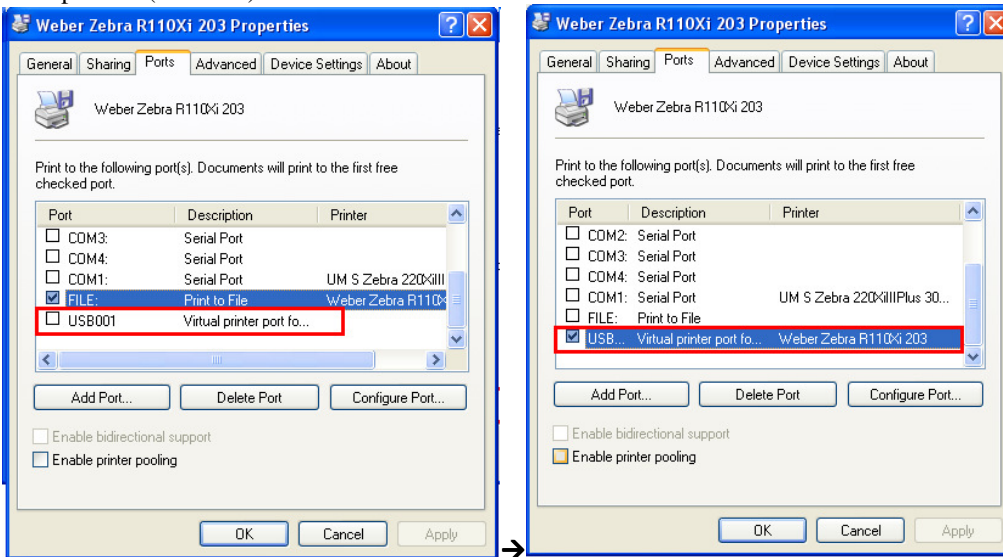 Weber Zebra R110Xi 203 Properties
General Sharing Ports Advanced Device Settings About
Weber Zebra R110Xi 203
Print to the following port(s). Documents will print to the first free
checked port.
Port Description Printer
COM3: Serial Port
COM4: Serial Port
COM1: Serial Port UM S Zebra 220XiIII
FILE: Print to File Weber Zebra R110X
USB001 Virtual printer port fo...
Add Port... Delete Port Configure Port...
Enable bidirectional support
Enable printer pooling
OK Cancel Apply
→
Weber Zebra R110Xi 203 Properties
General Sharing Ports Advanced Device Settings About
Weber Zebra R110Xi 203
Print to the following port(s). Documents will print to the first free
checked port.
Port Description Printer
COM2: Serial Port
COM3: Serial Port
COM4: Serial Port
COM1: Serial Port UM S Zebra 220XiIIIPlus 30...
FILE: Print to File
USB... Virtual printer port fo... Weber Zebra R110Xi 203
Add Port... Delete Port Configure Port...
Enable bidirectional support
Enable printer pooling
OK Cancel Apply